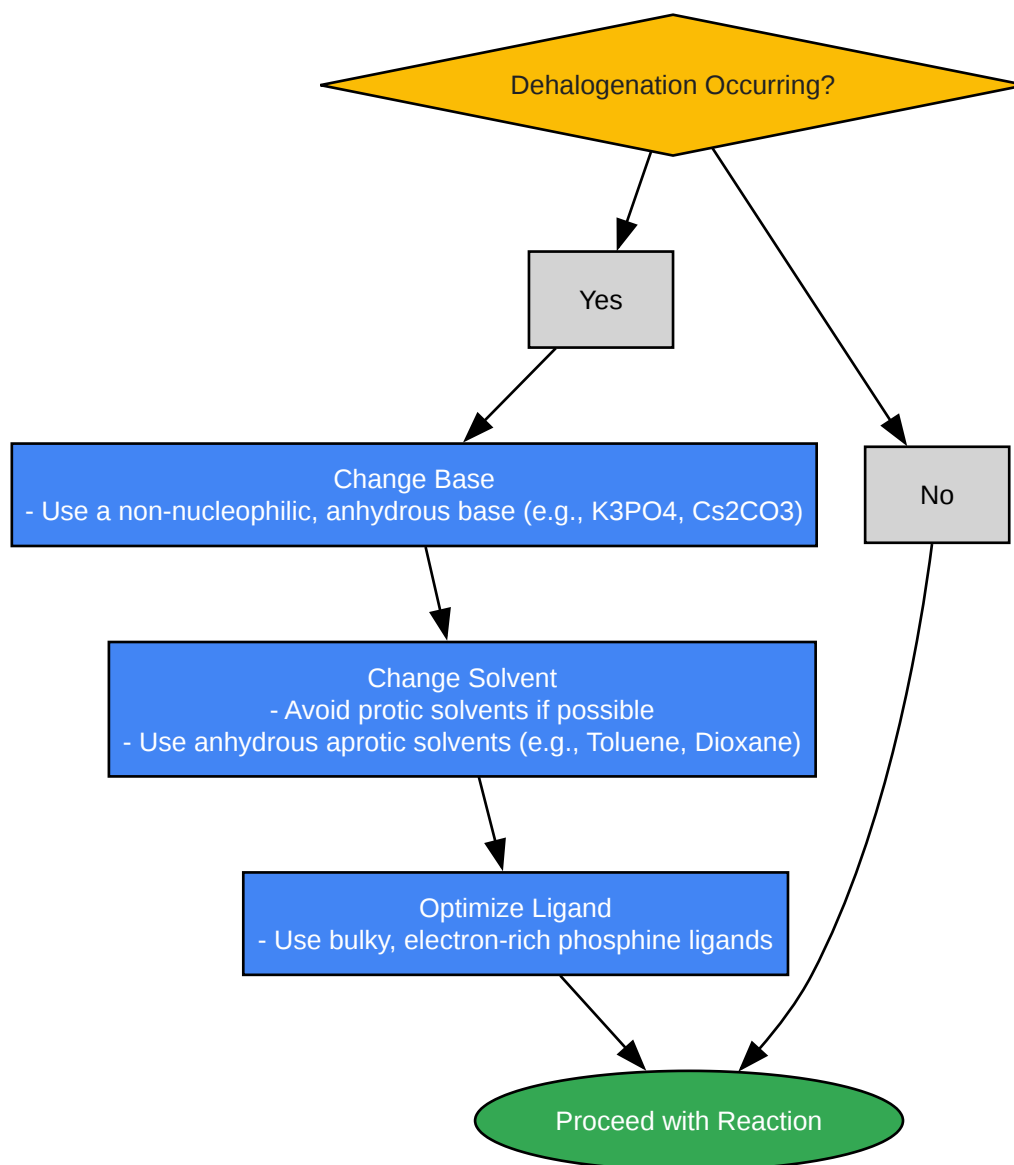 Dehalogenation Occurring?
Yes
No
Change Base
- Use a non-nucleophilic, anhydrous base (e.g., K3PO4, Cs2CO3)
Change Solvent
- Avoid protic solvents if possible
- Use anhydrous aprotic solvents (e.g., Toluene, Dioxane)
Optimize Ligand
- Use bulky, electron-rich phosphine ligands
Proceed with Reaction